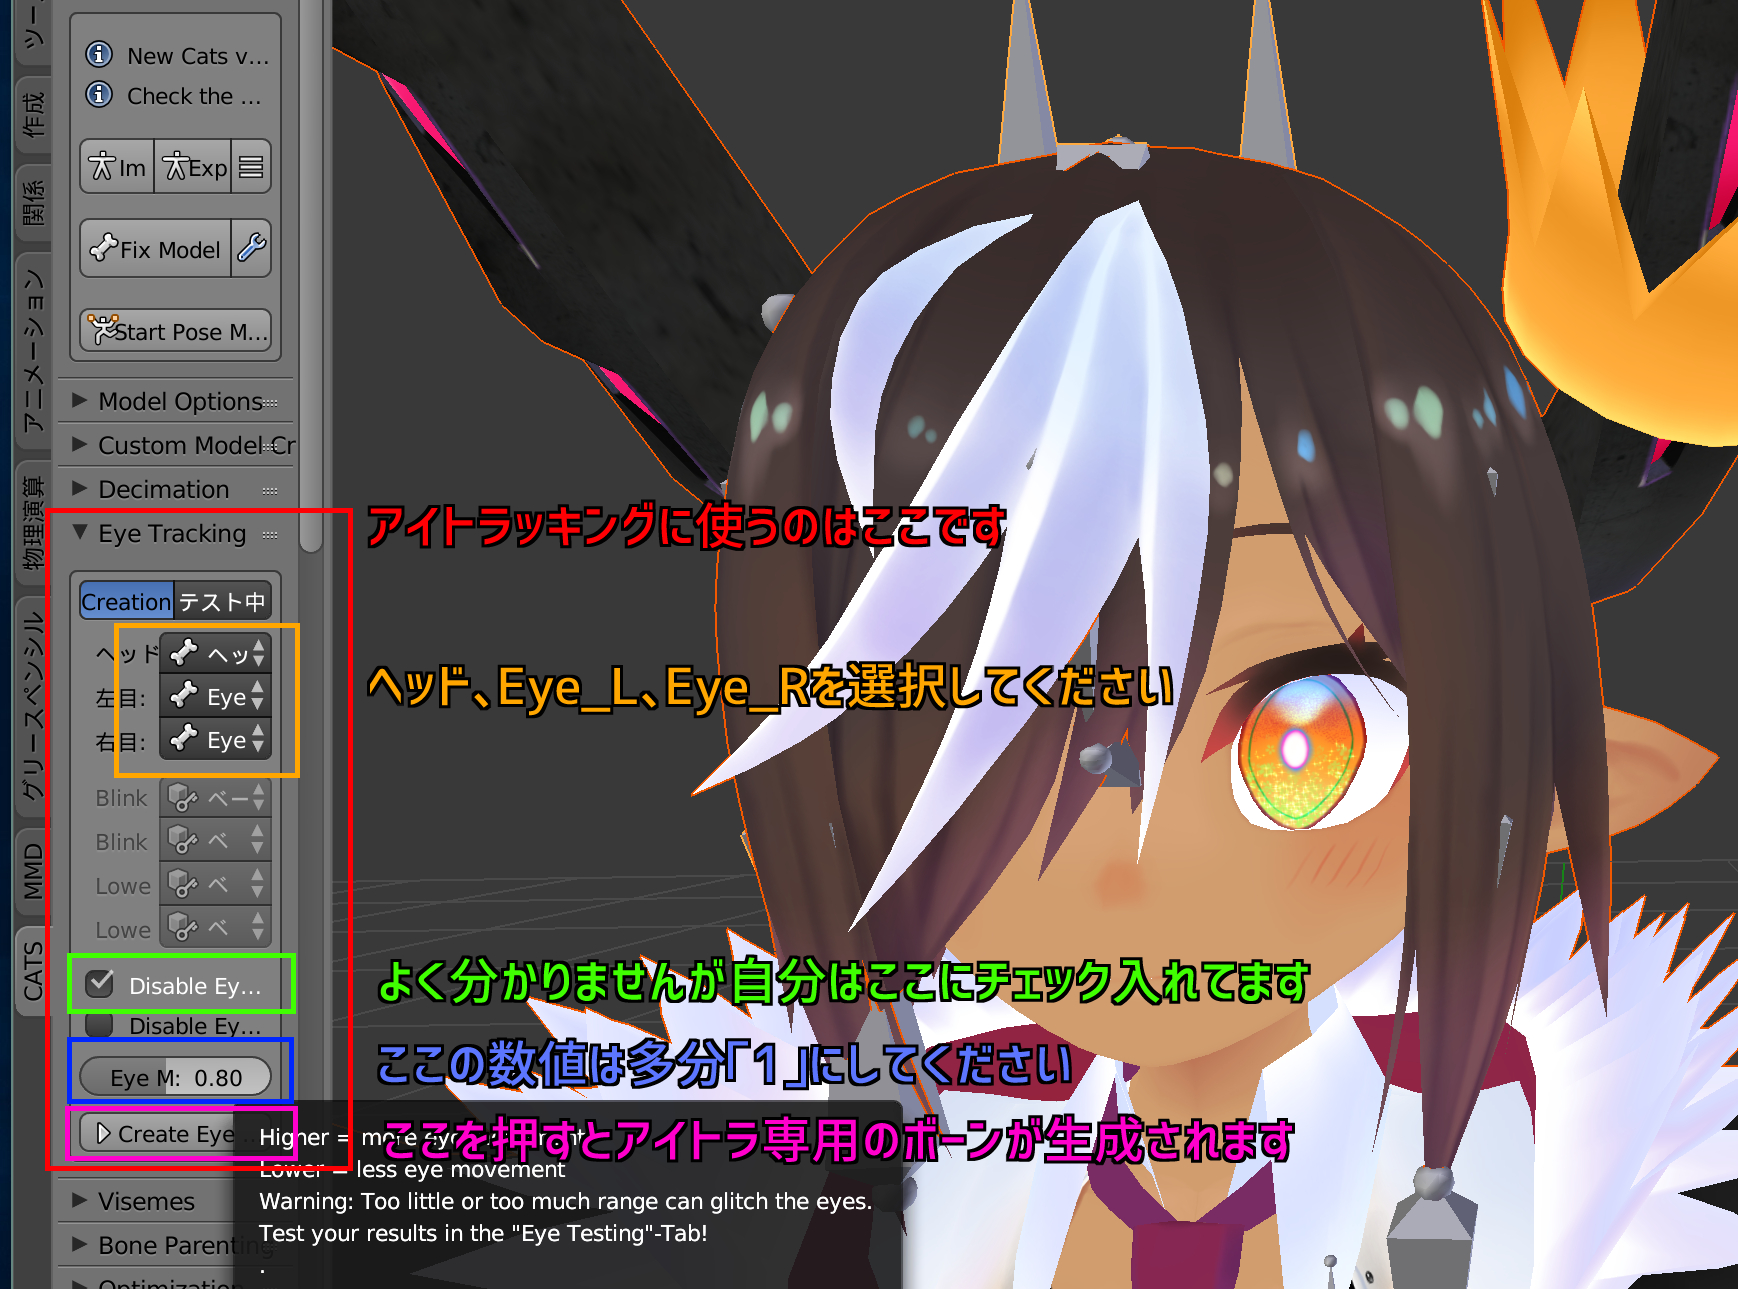 ツー
作成
関係
アニメーション
物理演算
グリースペンシル
MMD
CATS
New Cats v...
Check the ...
Im
Exp
Fix Model
Start Pose M...
Model Options
Custom Model Cr
Decimation
Eye Tracking
アイトラッキングに使うのはここです
Creation
テスト中
ヘッド
ヘッ
ヘッド、Eye_L、Eye_Rを選択してください
左目:
Eye
右目:
Eye
Blink
ベー
Blink
ベ
Lowe
ベ
Lowe
ベ
Disable Ey...
よく分かりませんが自分はここにチェック入れてます
Disable Ey...
ここの数値は多分「1」にしてください
Eye M: 0.80
Create Eye
ここを押すとアイトラ専用のボーンが生成されます
Higher = more eye movement
Lower = less eye movement
Warning: Too little or too much range can glitch the eyes.
Test your results in the "Eye Testing"-Tab!
.
Visemes
Bone Parenting
Optimization